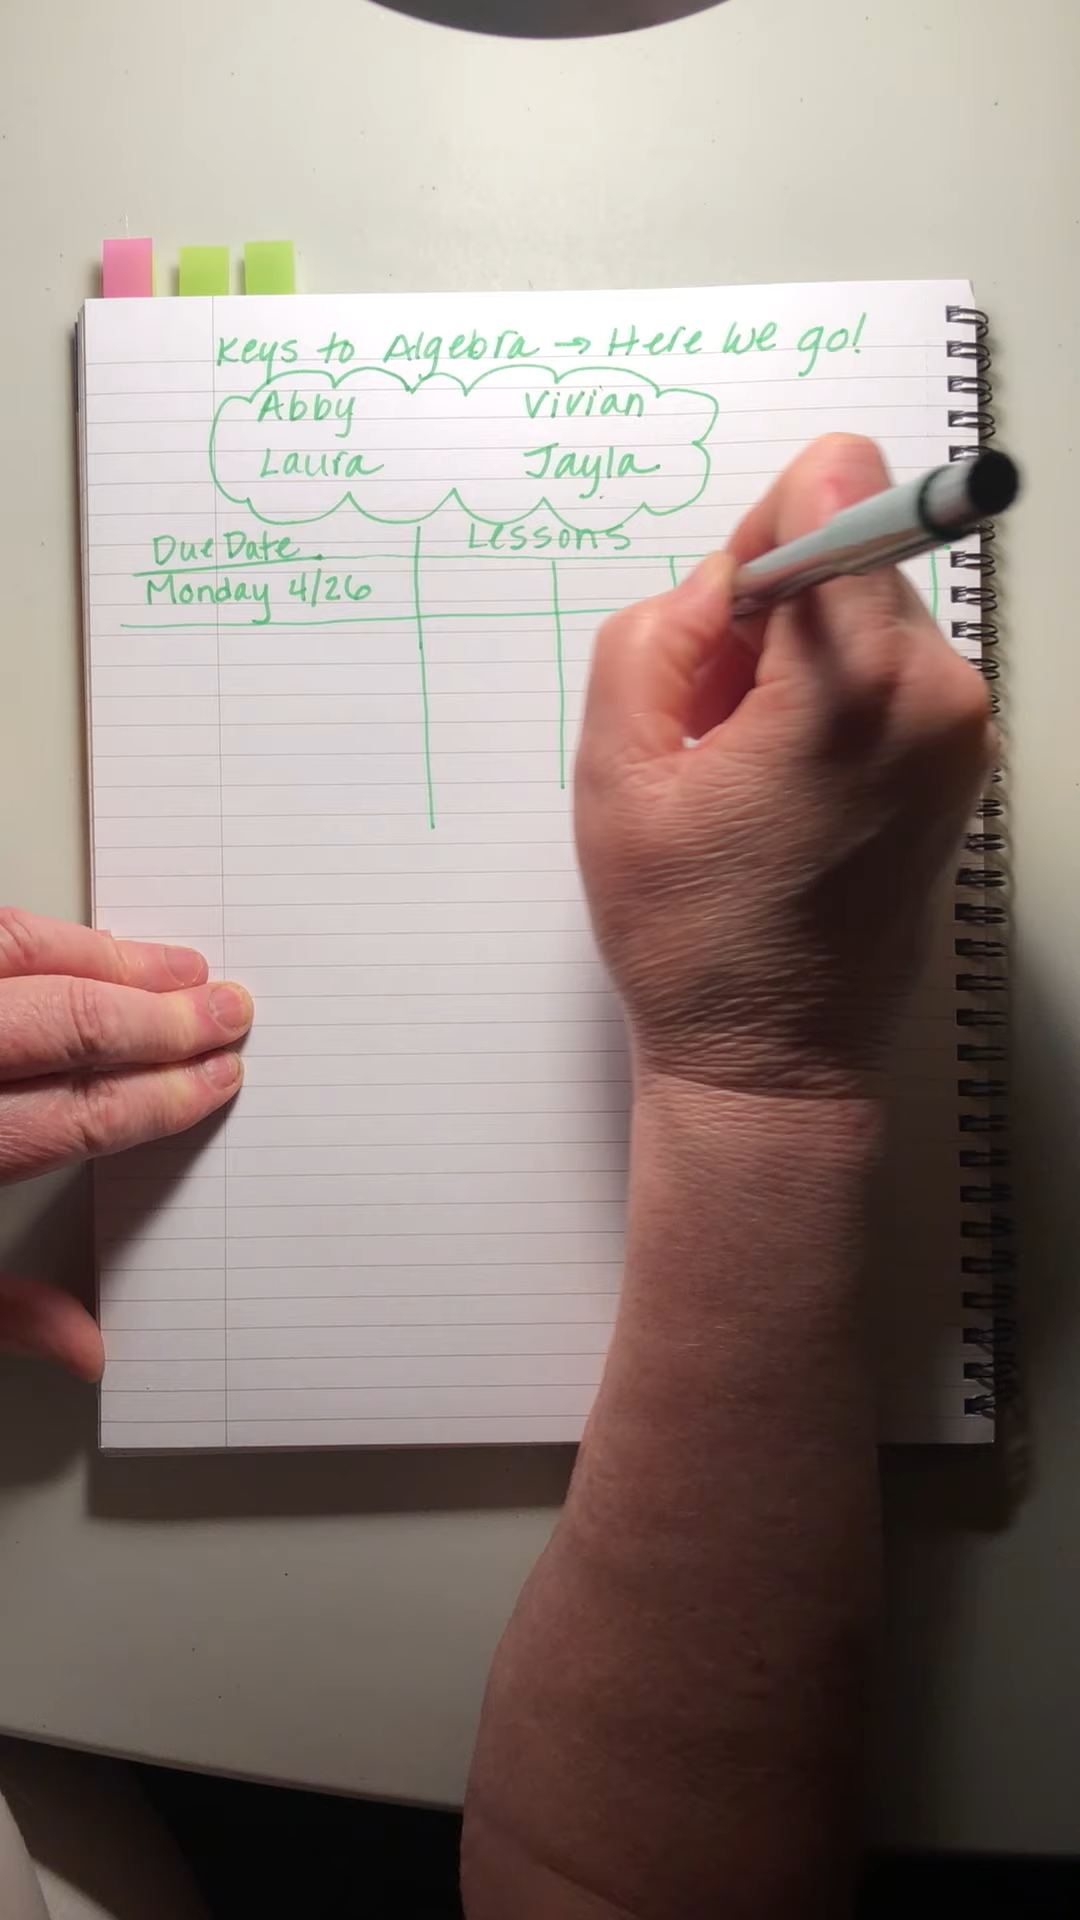 Keys to Algebra → Here we go!
Abby Vivian
Laura Jayla
Due Date Lessons
Monday 4/26